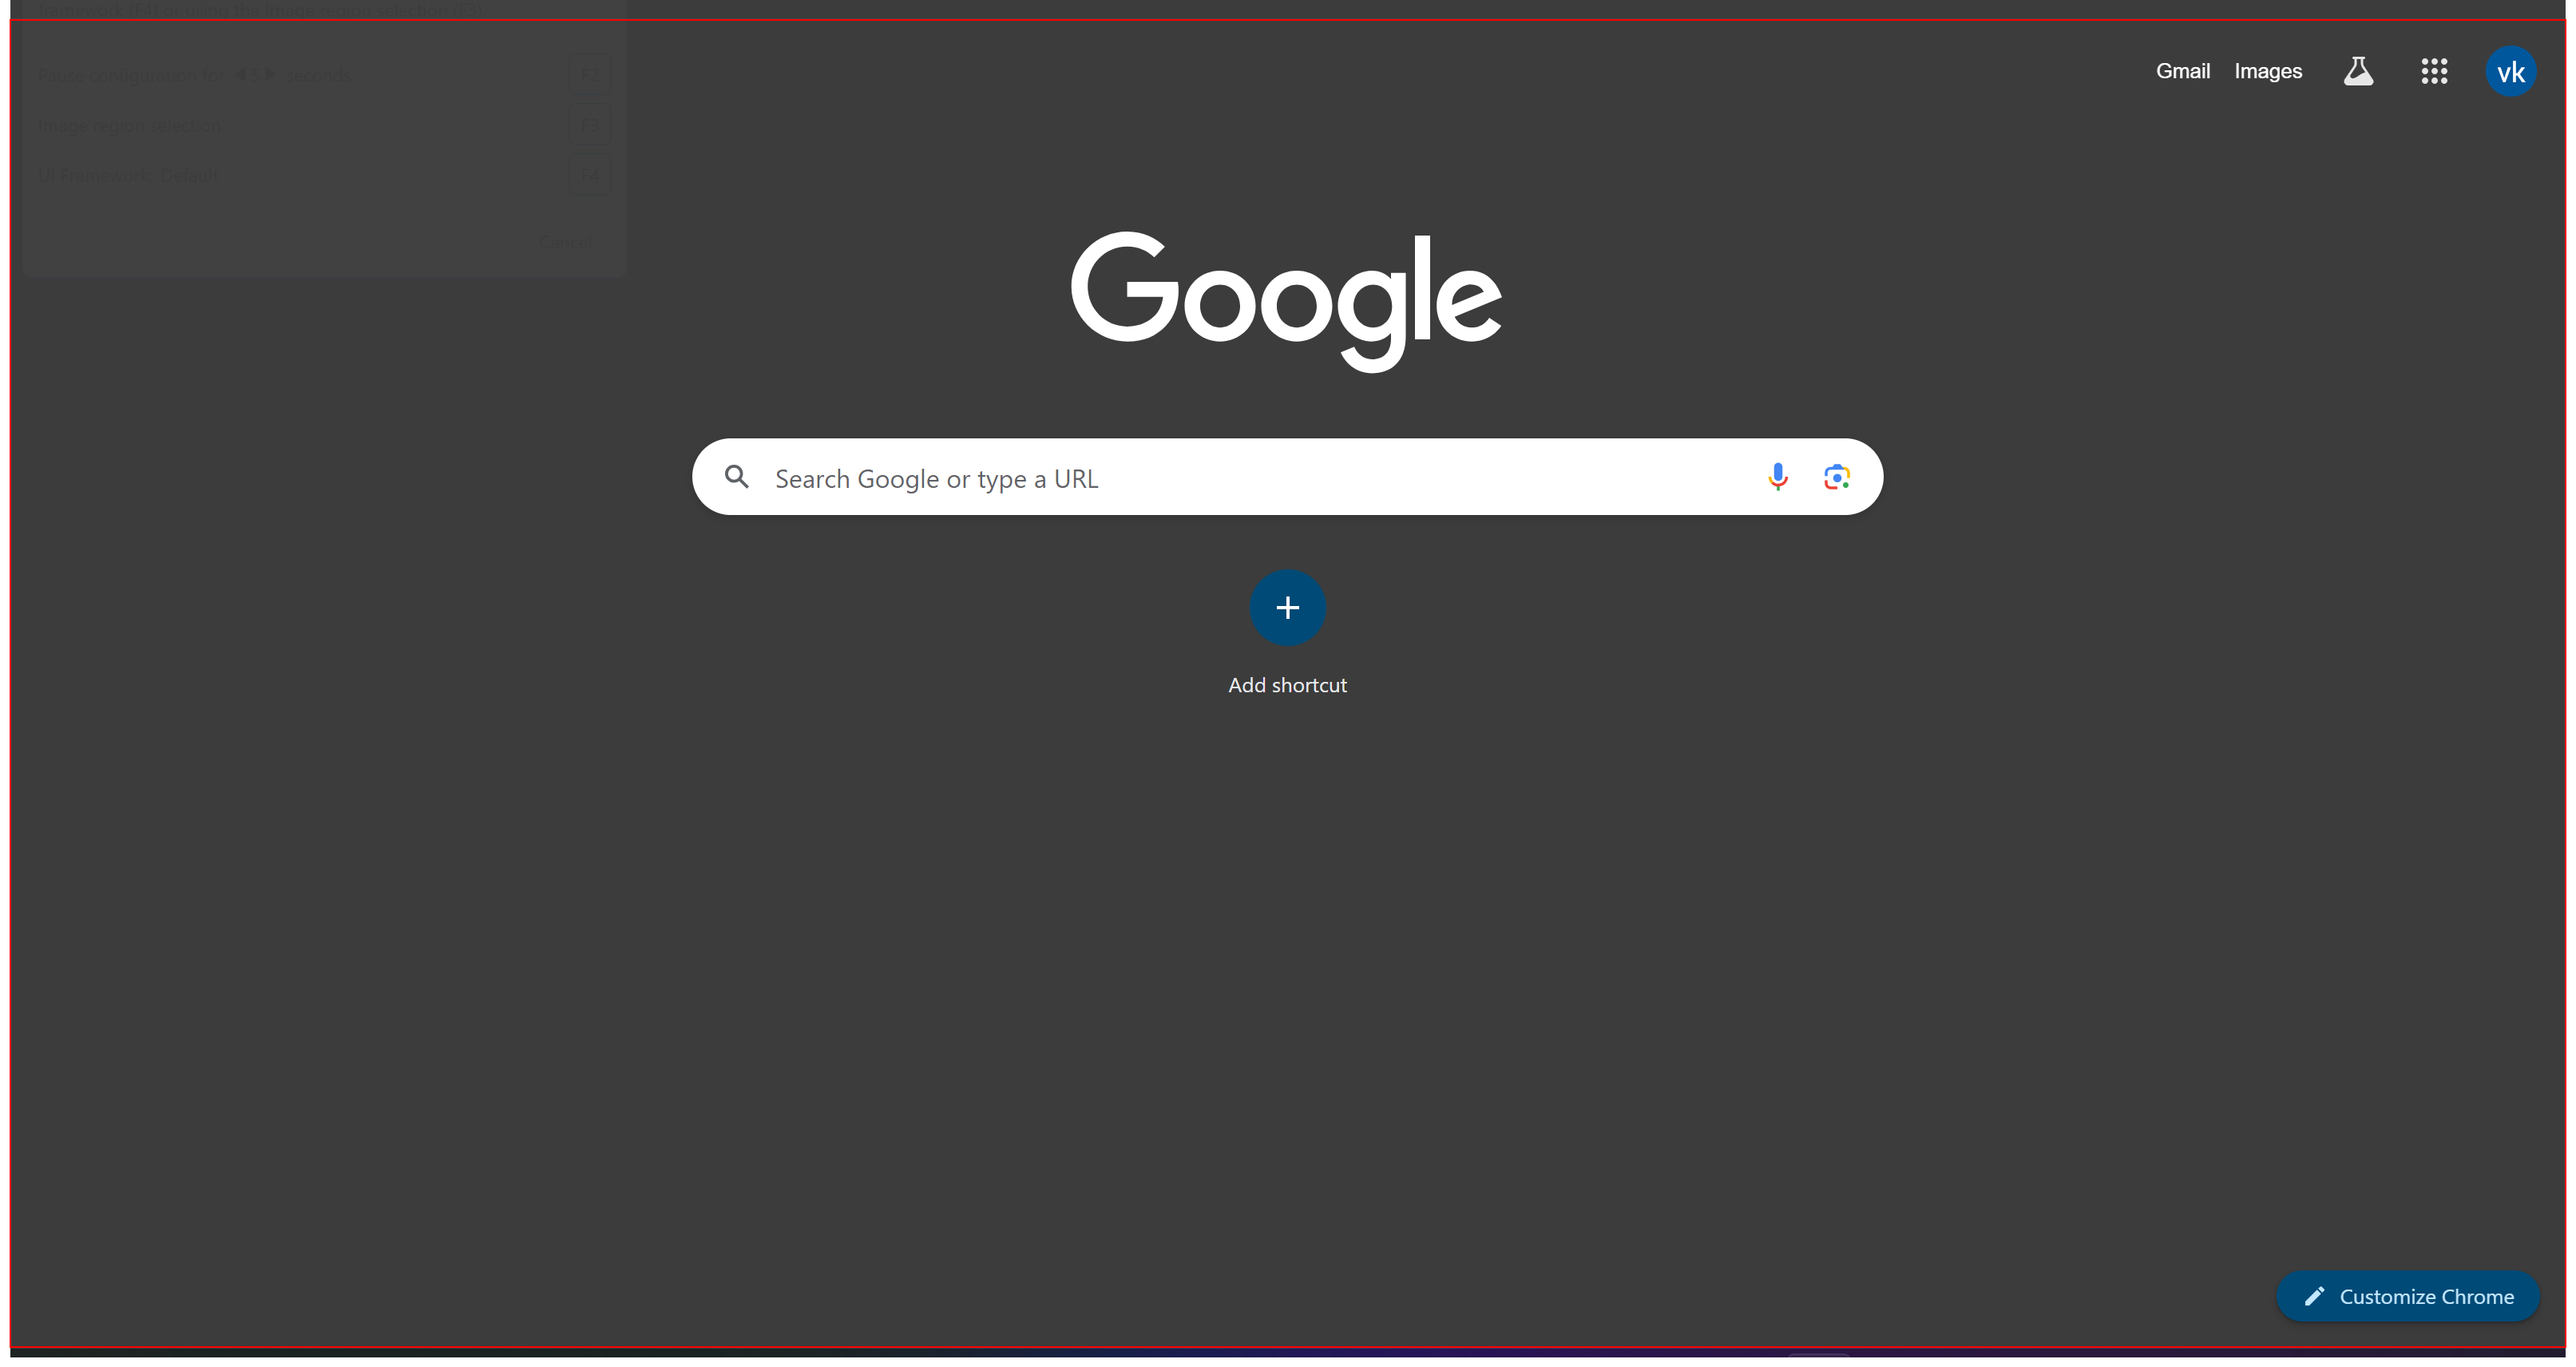 framework (F4) or using the image region selection (F3).
Pause configuration for 5 seconds F2
Image region selection F3
UI Framework: Default F4
Cancel
Gmail Images vk
Google
Search Google or type a URL
Add shortcut
Customize Chrome